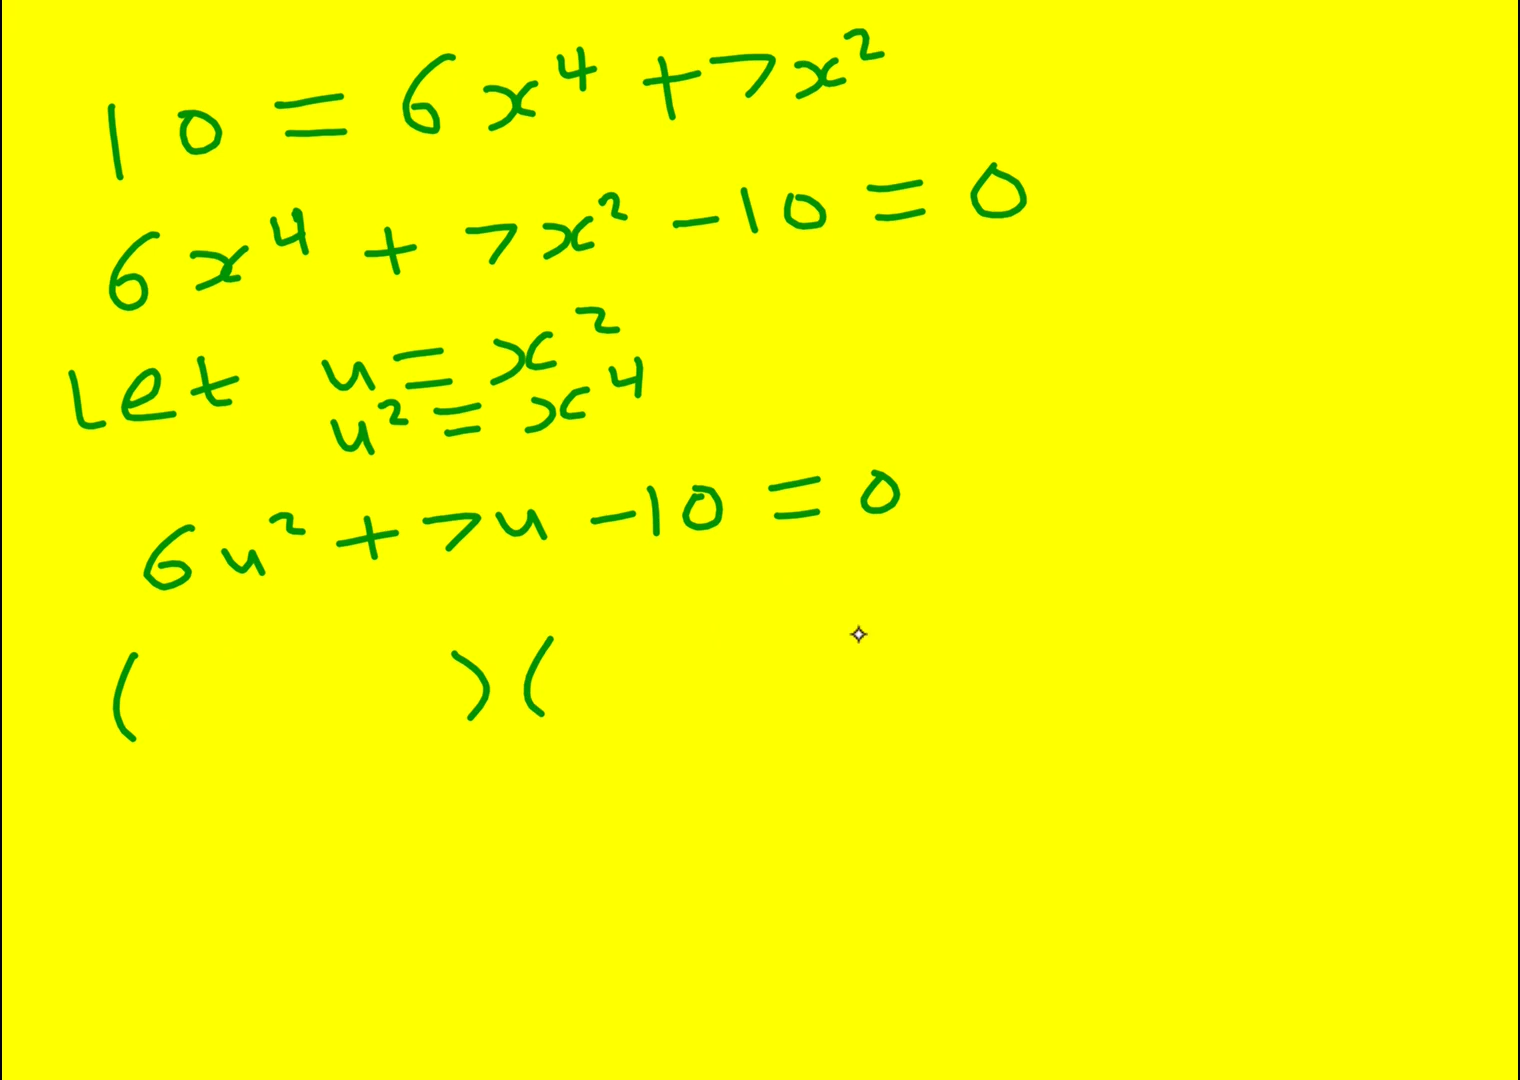 10 = 6x⁴ + 7x²
6x⁴ + 7x² - 10 = 0
Let u = x²
u² = x⁴
6u² + 7u - 10 = 0
( ) (